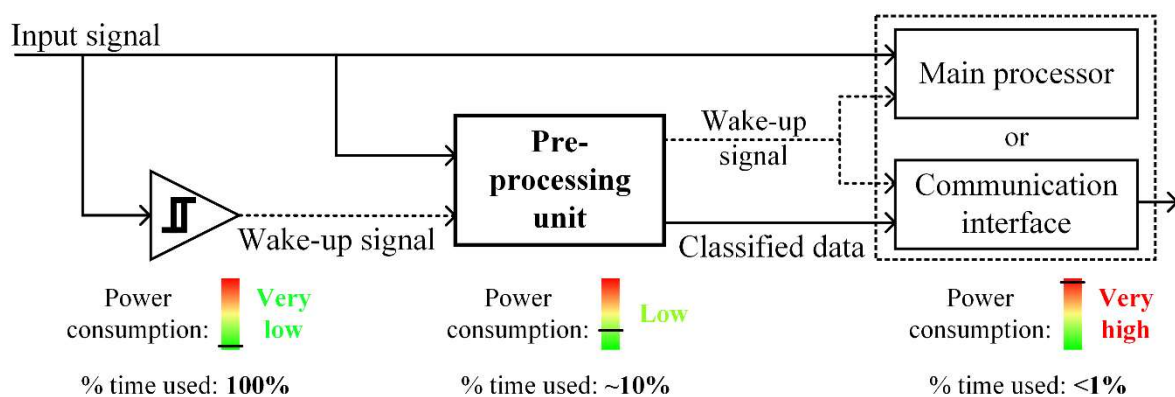 Input signal
Main processor
Pre-
processing
unit
Wake-up
signal
or
Communication
interface
Wake-up signal
Classified data
Power
consumption:
Very
low
Power
consumption:
Low
Power
consumption:
Very
high
% time used: 100%
% time used: ~10%
% time used: <1%